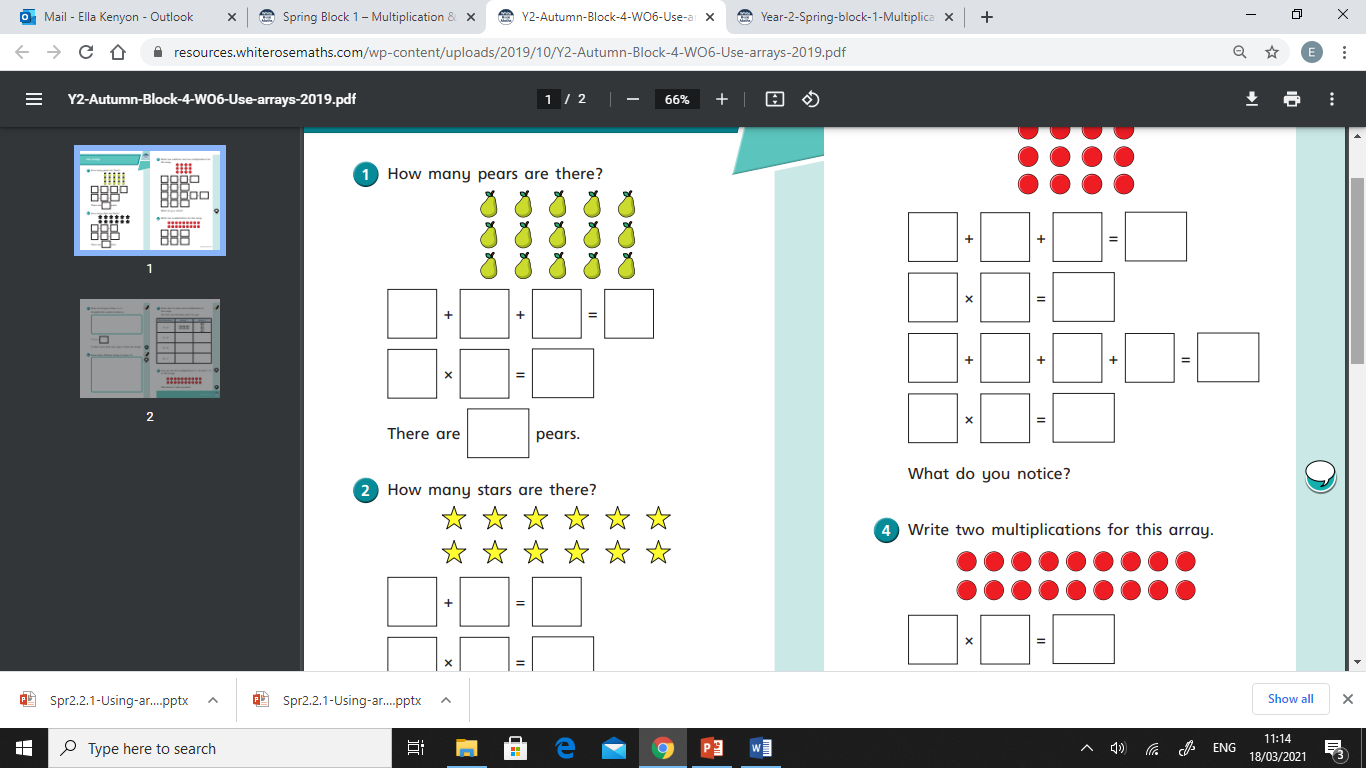 Mail - Ella Kenyon - Outlook
Spring Block 1 – Multiplication &
Y2-Autumn-Block-4-WO6-Use-a
Year-2-Spring-block-1-Multiplica
resources.whiterosemaths.com/wp-content/uploads/2019/10/Y2-Autumn-Block-4-WO6-Use-arrays-2019.pdf
E
Y2-Autumn-Block-4-WO6-Use-arrays-2019.pdf
1 / 2
66%
1
2
1 How many pears are there?
+ + =
× =
There are pears.
2 How many stars are there?
+ =
× =
+ + =
× =
+ + + =
× =
What do you notice?
4 Write two multiplications for this array.
× =
Spr2.2.1-Using-ar....pptx
Spr2.2.1-Using-ar....pptx
Show all
Type here to search
ENG
11:14
18/03/2021
3